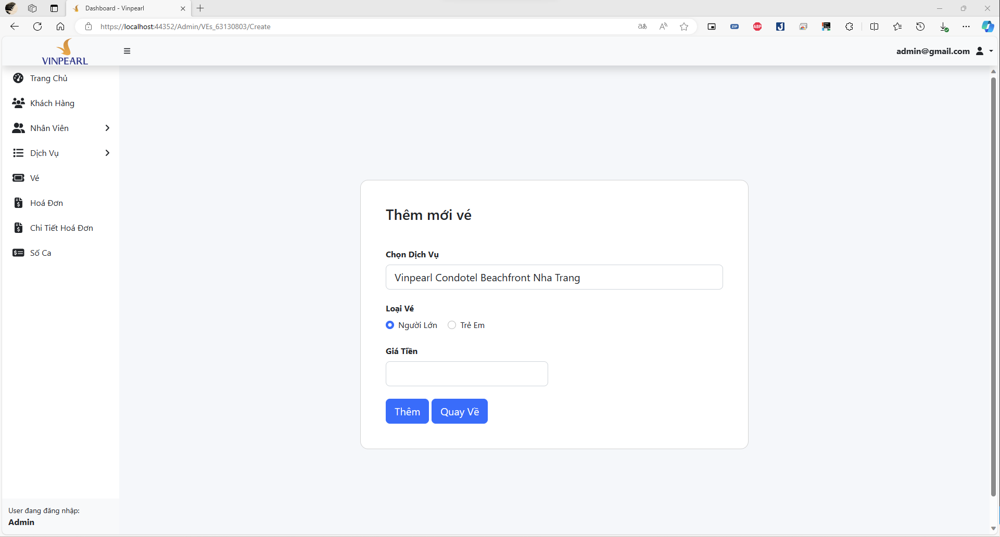 Dashboard - Vinpearl
https://localhost:44352/Admin/VEs_63130803/Create
ZIP
ABP
VINPEARL
admin@gmail.com
Trang Chủ
Khách Hàng
Nhân Viên
Dịch Vụ
Vé
Hoá Đơn
Chi Tiết Hoá Đơn
Số Ca
Thêm mới vé
Chọn Dịch Vụ
Vinpearl Condotel Beachfront Nha Trang
Loại Vé
Người Lớn Trẻ Em
Giá Tiền
Thêm Quay Về
User đang đăng nhập:
Admin